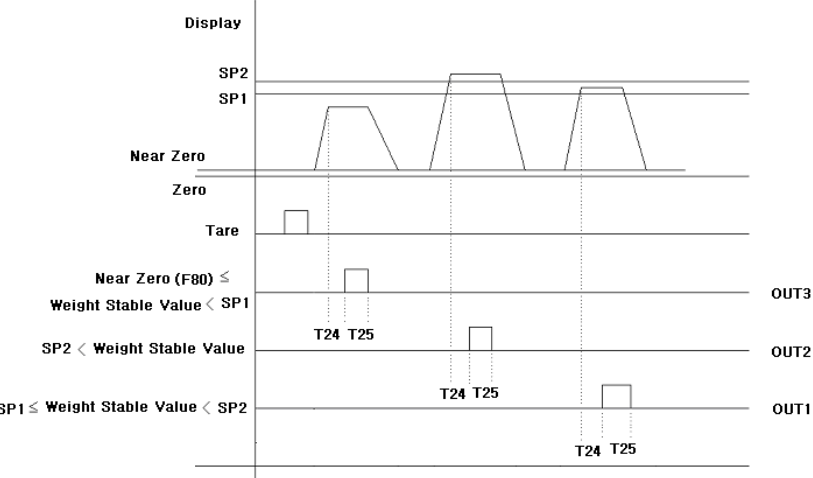 Display
SP2
SP1
Near Zero
Zero
Tare
Near Zero (F80) ≤
Weight Stable Value < SP1
OUT3
T24 T25
SP2 < Weight Stable Value
OUT2
T24 T25
SP1 ≤ Weight Stable Value < SP2
OUT1
T24 T25